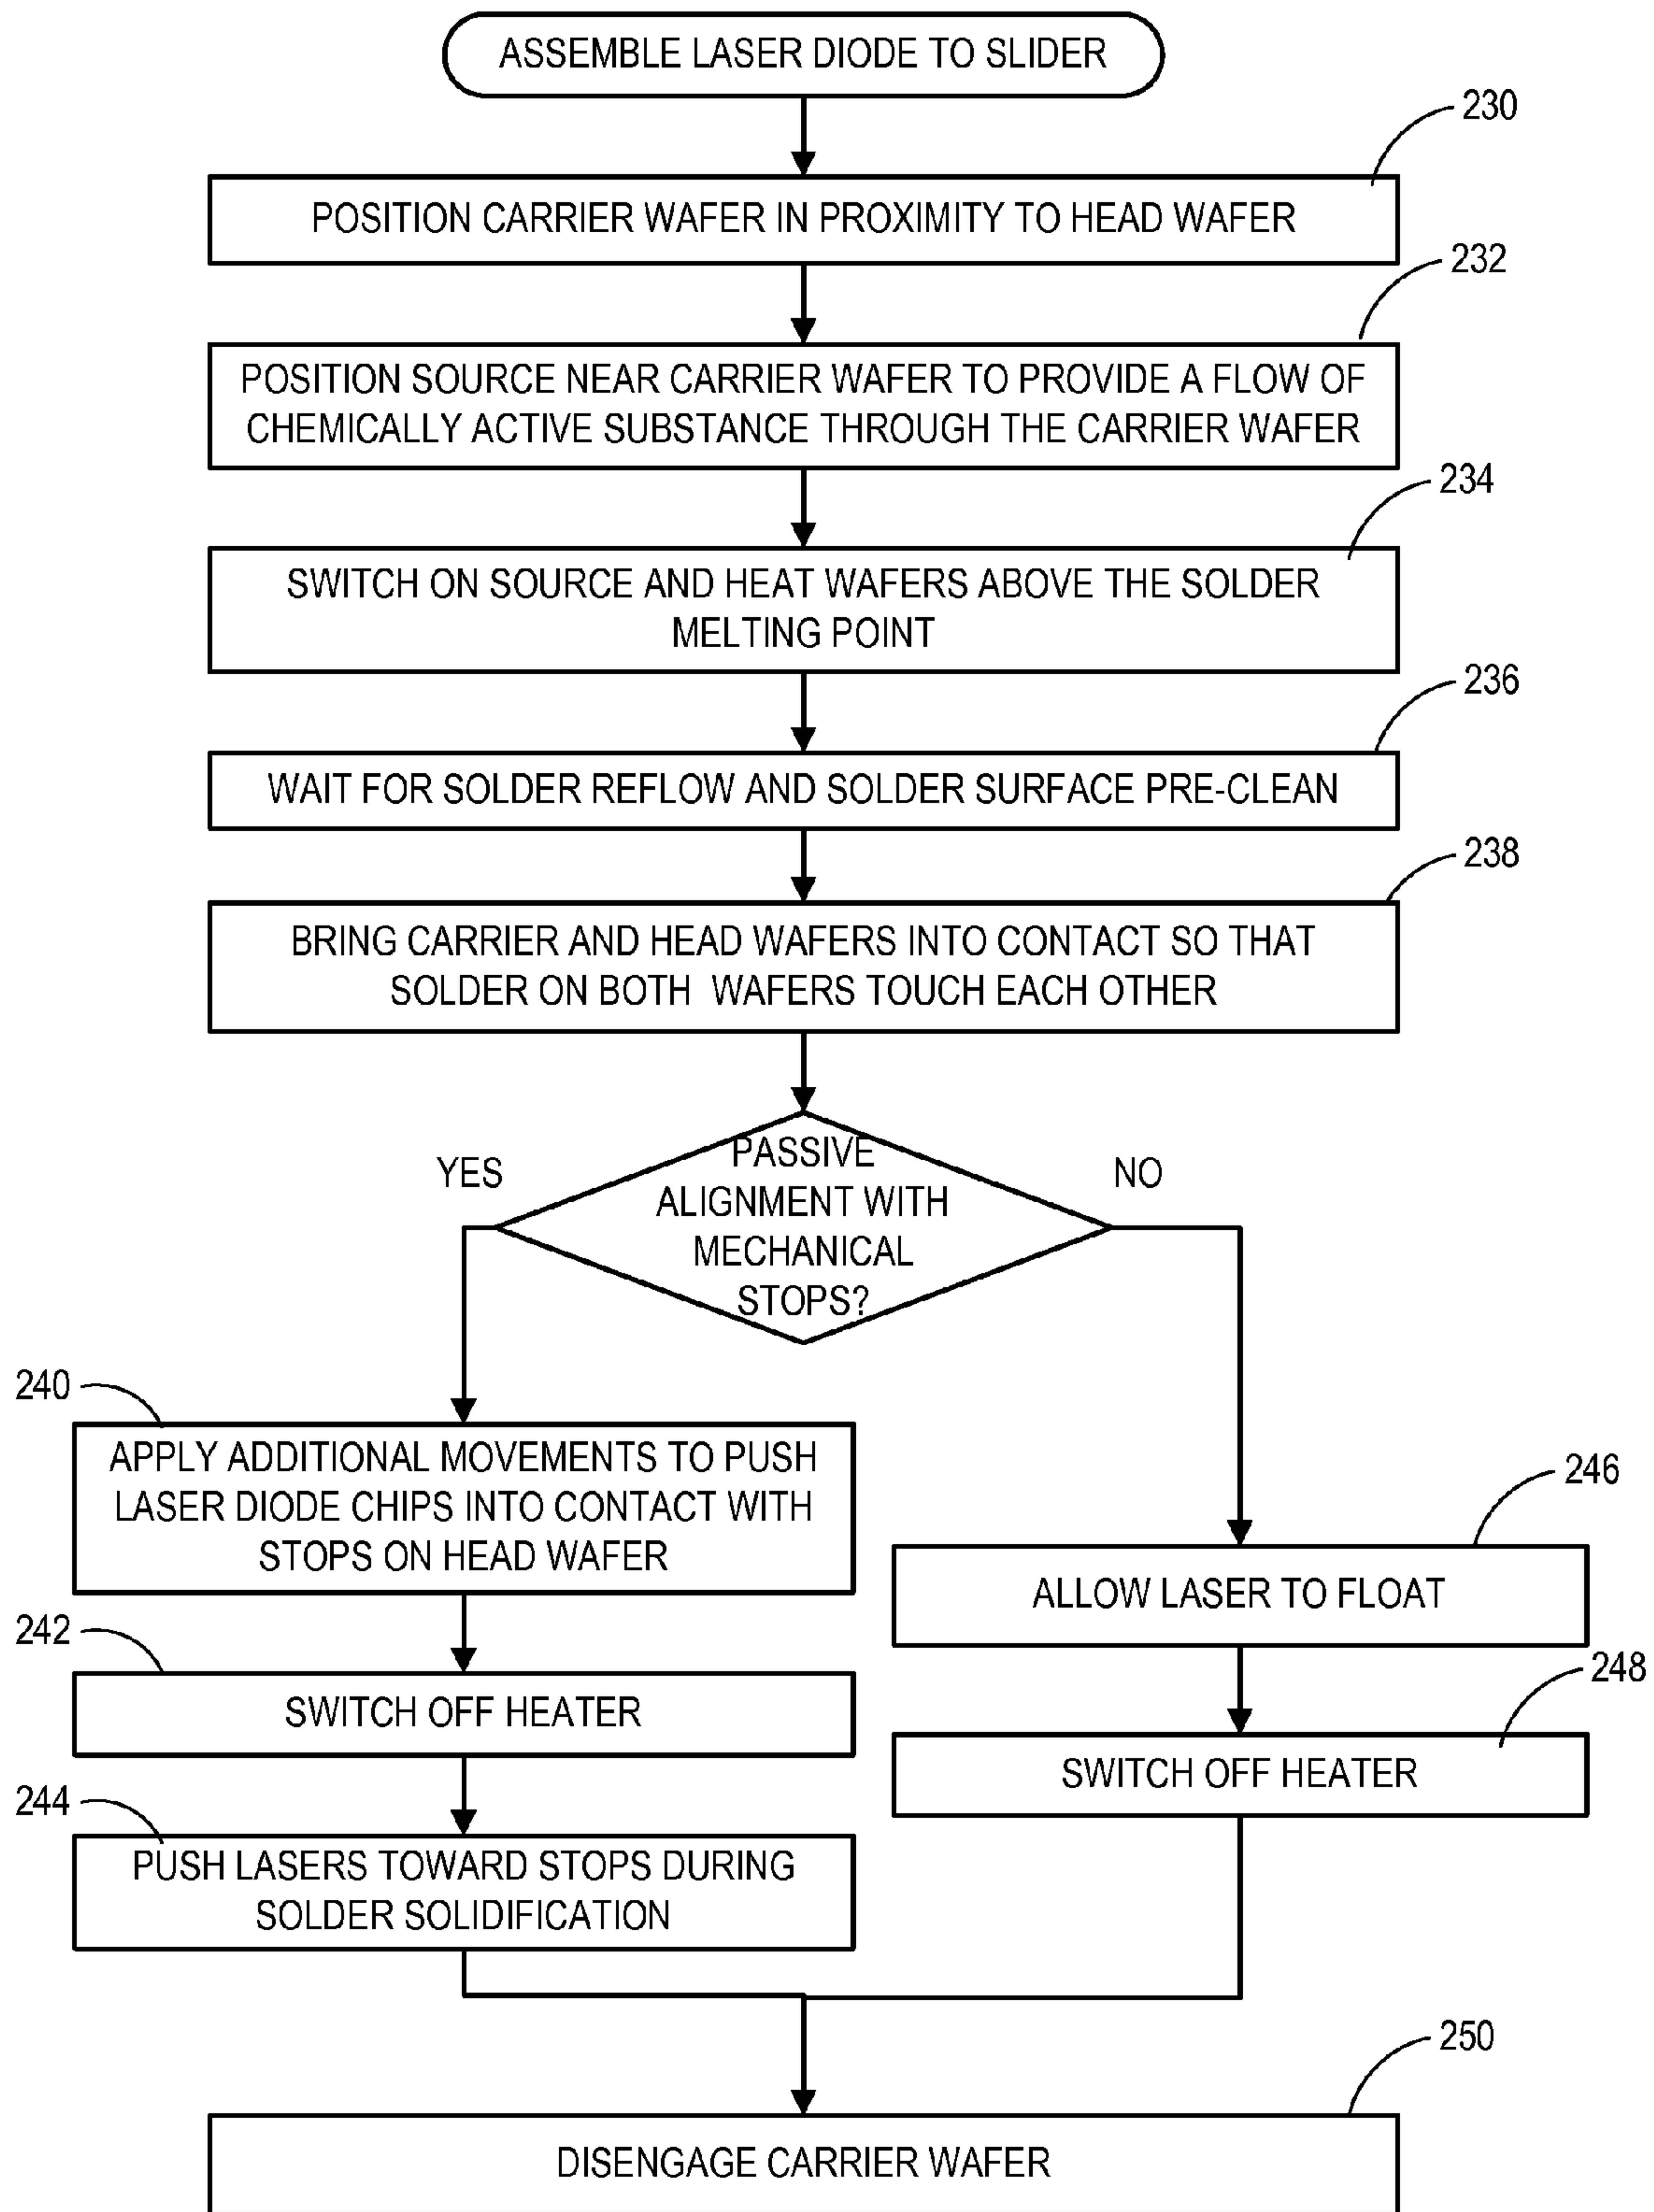 ASSEMBLE LASER DIODE TO SLIDER
230
POSITION CARRIER WAFER IN PROXIMITY TO HEAD WAFER
232
POSITION SOURCE NEAR CARRIER WAFER TO PROVIDE A FLOW OF
CHEMICALLY ACTIVE SUBSTANCE THROUGH THE CARRIER WAFER
234
SWITCH ON SOURCE AND HEAT WAFERS ABOVE THE SOLDER
MELTING POINT
236
WAIT FOR SOLDER REFLOW AND SOLDER SURFACE PRE-CLEAN
238
BRING CARRIER AND HEAD WAFERS INTO CONTACT SO THAT
SOLDER ON BOTH WAFERS TOUCH EACH OTHER
PASSIVE
ALIGNMENT WITH
MECHANICAL
STOPS?
YES
NO
240
APPLY ADDITIONAL MOVEMENTS TO PUSH
LASER DIODE CHIPS INTO CONTACT WITH
STOPS ON HEAD WAFER
242
SWITCH OFF HEATER
244
PUSH LASERS TOWARD STOPS DURING
SOLDER SOLIDIFICATION
246
ALLOW LASER TO FLOAT
248
SWITCH OFF HEATER
250
DISENGAGE CARRIER WAFER